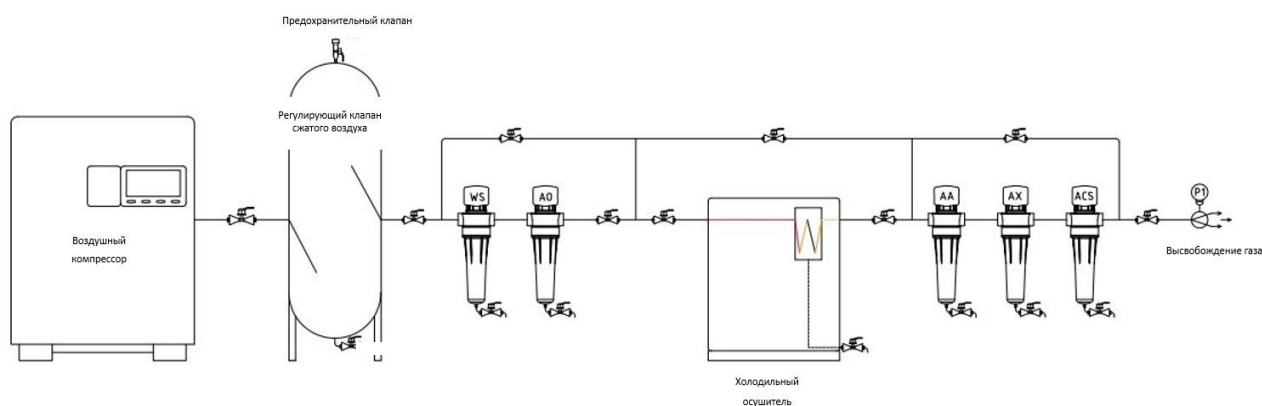 Предохранительный клапан
Регулирующий клапан
сжатого воздуха
WS
AO
AA
AX
ACS
P1
Воздушный
компрессор
Высвобождение газа
Холодильный
осушитель